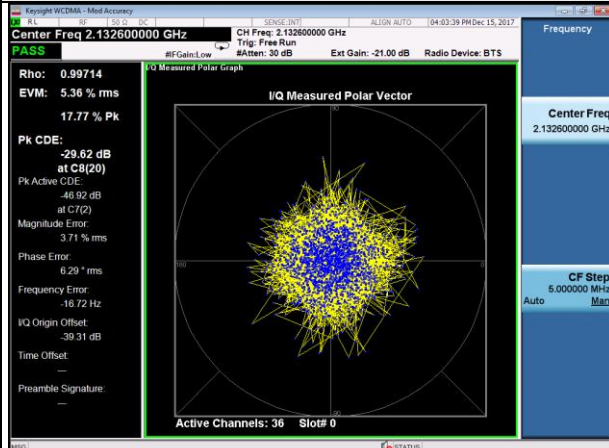 Keysight WCDMA - Mod Accuracy
RL RF 50 Ω DC SENSE:INT ALIGN AUTO 04:03:39 PM Dec 15, 2017
Center Freq 2.132600000 GHz
CH Freq: 2.132600000 GHz
Trig: Free Run
PASS #IFGain:Low #Atten: 30 dB Ext Gain: -21.00 dB Radio Device: BTS
Frequency
Rho: 0.99714
EVM: 5.36 % rms
17.77 % Pk
Pk CDE:
-29.62 dB
at C8(20)
Pk Active CDE:
-46.92 dB
at C7(2)
Magnitude Error:
3.71 % rms
Phase Error:
6.29 ° rms
Frequency Error:
-16.72 Hz
I/Q Origin Offset:
-39.31 dB
Time Offset:
---
Preamble Signature:
---
I/Q Measured Polar Graph
I/Q Measured Polar Vector
90
180
0
-90
Active Channels: 36 Slot# 0
Center Freq
2.132600000 GHz
CF Step
5.000000 MHz
Auto Man
MSG STATUS